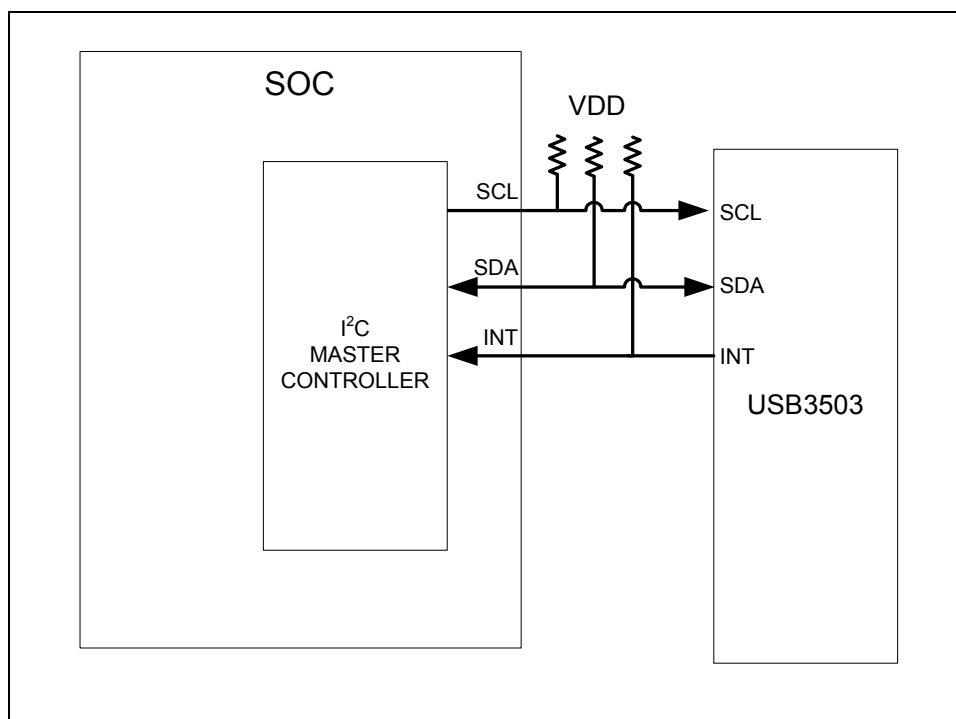 SOC
VDD
SCL
SCL
SDA
SDA
INT
INT
I²C
MASTER
CONTROLLER
USB3503